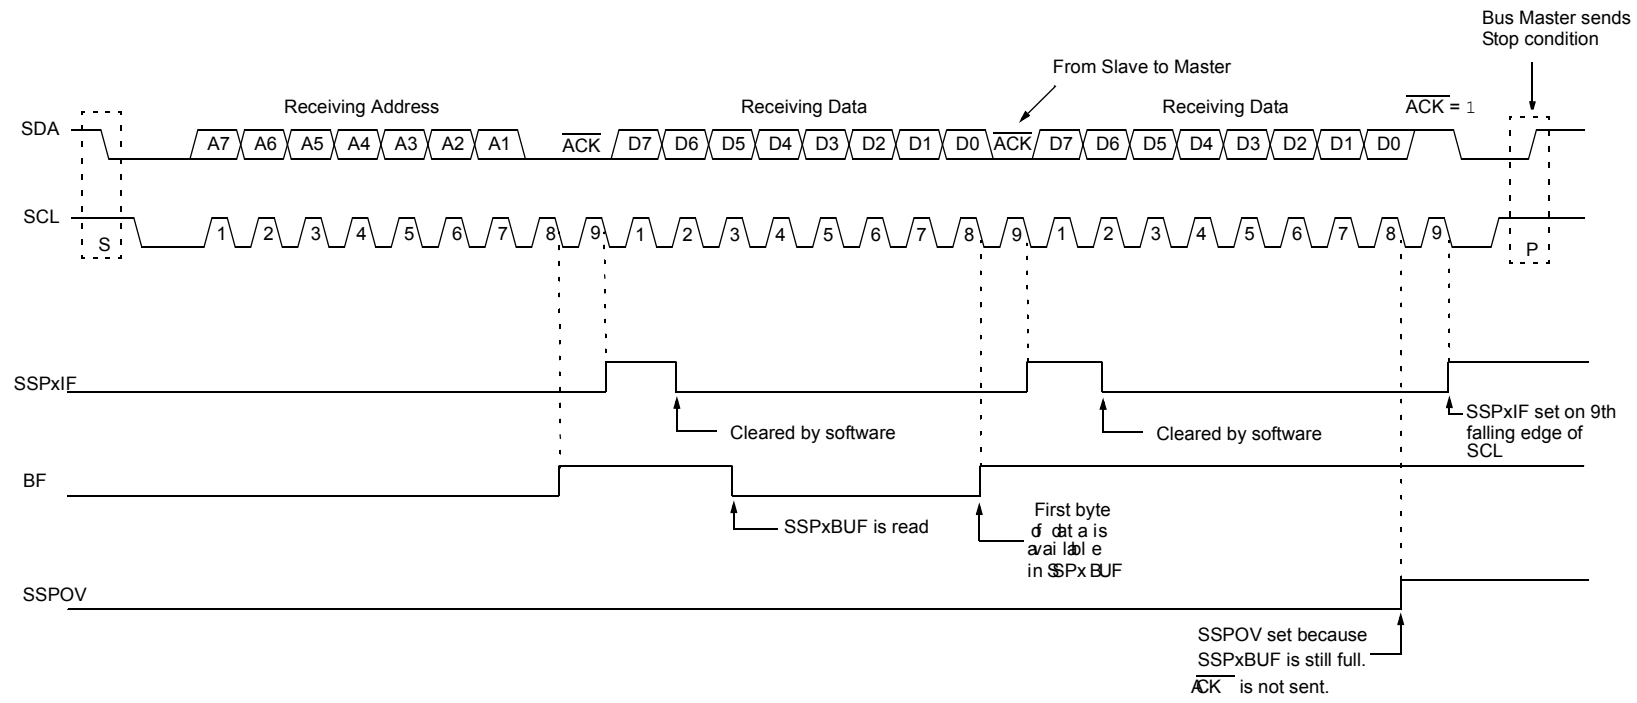 Bus Master sends
Stop condition
From Slave to Master
Receiving Address
Receiving Data
Receiving Data
ACK = 1
SDA
A7 A6 A5 A4 A3 A2 A1 ACK D7 D6 D5 D4 D3 D2 D1 D0 ACK D7 D6 D5 D4 D3 D2 D1 D0
SCL
S 1 2 3 4 5 6 7 8 9 1 2 3 4 5 6 7 8 9 1 2 3 4 5 6 7 8 9 P
SSPxIF
Cleared by software
Cleared by software
SSPxIF set on 9th
falling edge of
SCL
BF
SSPxBUF is read
First byte
of data is
available
in SSPxBUF
SSPOV
SSPOV set because
SSPxBUF is still full.
ACK is not sent.